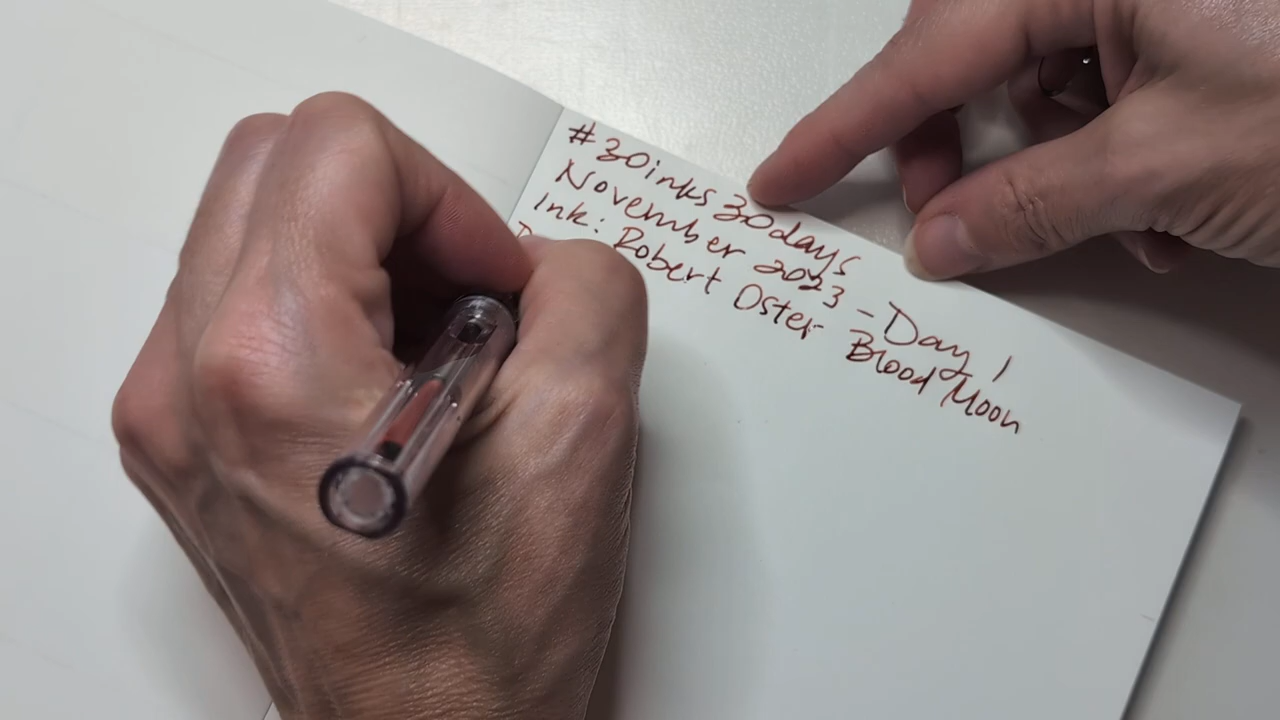 #30inks30days
November 2023 - Day 1
Ink: Robert Oster Blood Moon